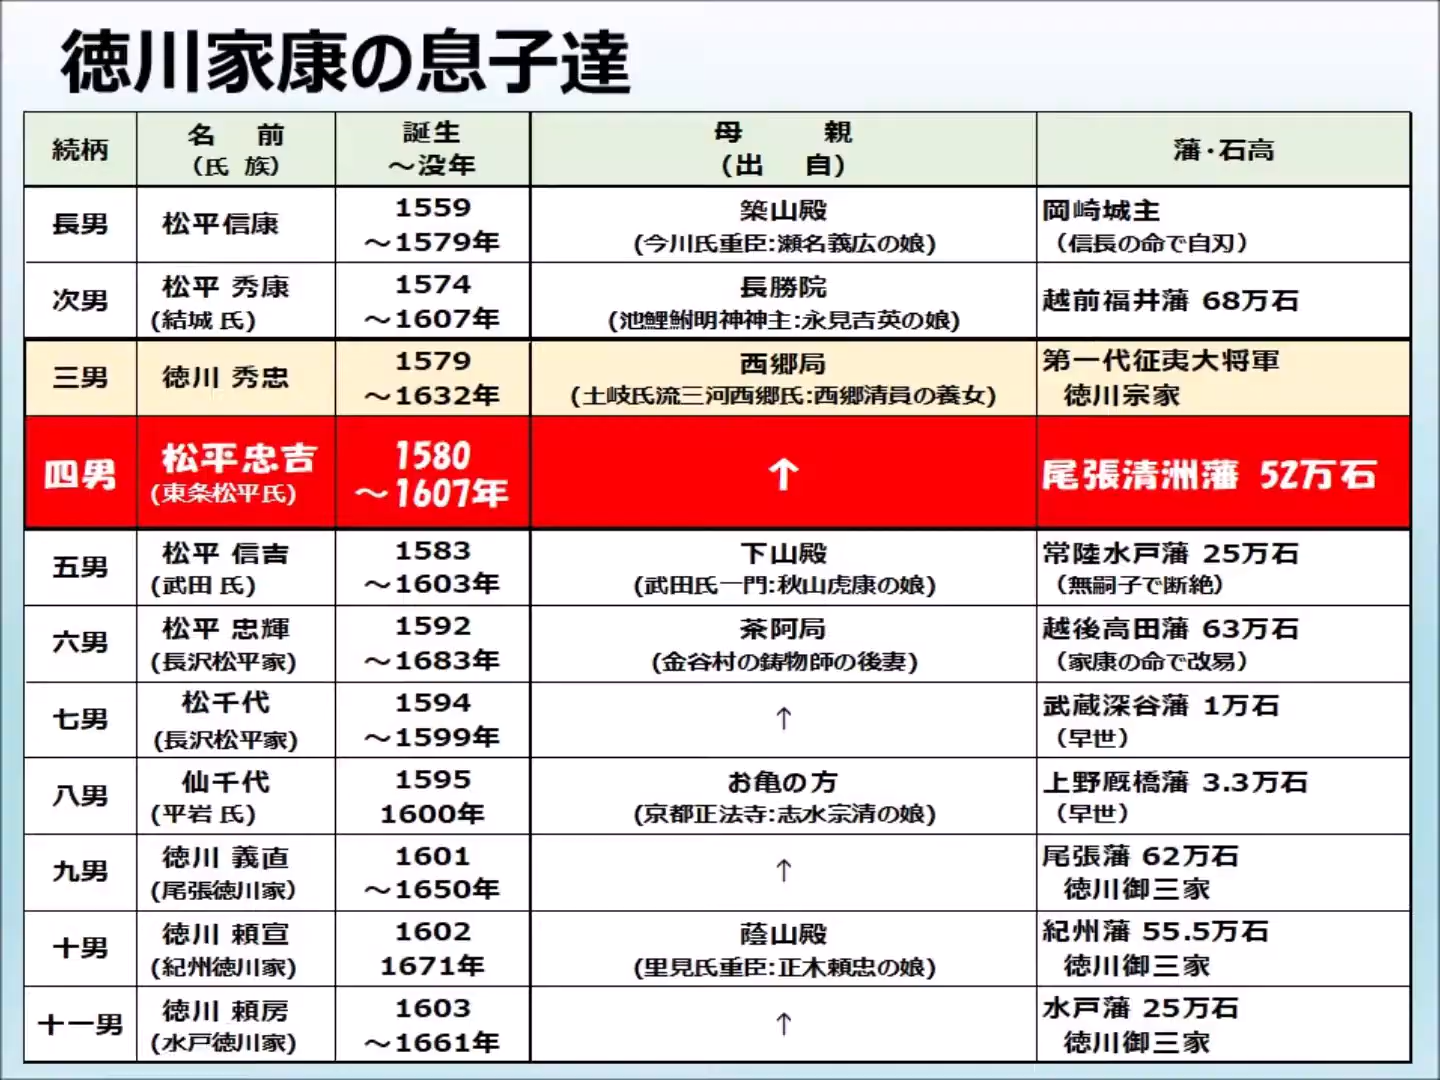 徳川家康の息子達
続柄
名　前
（氏 族）
誕生
～没年
母　親
（出　自）
藩・石高
長男
松平信康
1559
～1579年
築山殿
(今川氏重臣:瀬名義広の娘)
岡崎城主
（信長の命で自刃）
次男
松平 秀康
(結城 氏)
1574
～1607年
長勝院
(池鯉鮒明神神主:永見吉英の娘)
越前福井藩 68万石
三男
徳川 秀忠
1579
～1632年
西郷局
(土岐氏流三河西郷氏:西郷清員の養女)
第一代征夷大将軍
徳川宗家
四男
松平忠吉
(東条松平氏)
1580
～1607年
↑
尾張清洲藩 52万石
五男
松平 信吉
(武田 氏)
1583
～1603年
下山殿
(武田氏一門:秋山虎康の娘)
常陸水戸藩 25万石
（無嗣子で断絶）
六男
松平 忠輝
(長沢松平家)
1592
～1683年
茶阿局
(金谷村の鋳物師の後妻)
越後高田藩 63万石
（家康の命で改易）
七男
松千代
(長沢松平家)
1594
～1599年
↑
武蔵深谷藩 1万石
（早世）
八男
仙千代
(平岩 氏)
1595
1600年
お亀の方
(京都正法寺:志水宗清の娘)
上野厩橋藩 3.3万石
（早世）
九男
徳川 義直
(尾張徳川家)
1601
～1650年
↑
尾張藩 62万石
徳川御三家
十男
徳川 頼宣
(紀州徳川家)
1602
1671年
蔭山殿
(里見氏重臣:正木頼忠の娘)
紀州藩 55.5万石
徳川御三家
十一男
徳川 頼房
(水戸徳川家)
1603
～1661年
↑
水戸藩 25万石
徳川御三家